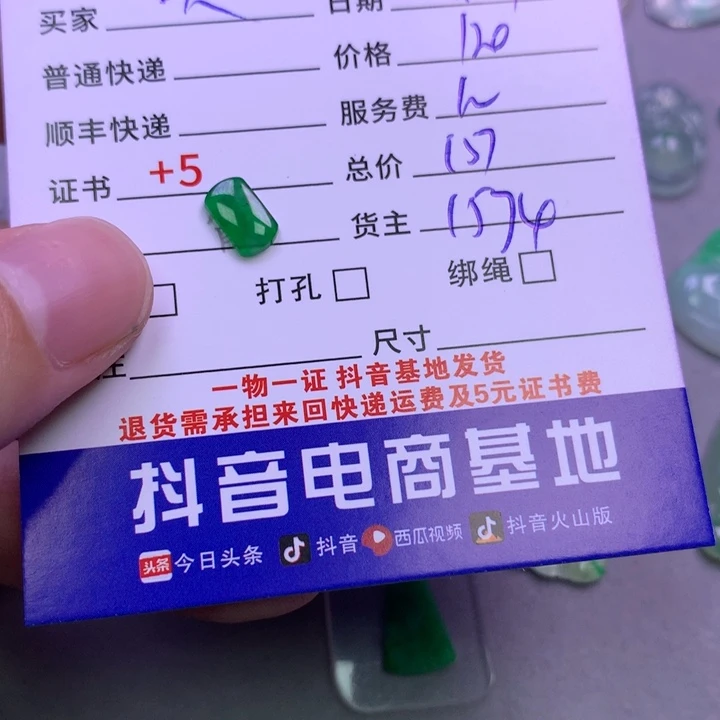 买家 日期
普通快递 价格 120
顺丰快递 服务费
证书 +5 总价 157
货主 1574
打孔 绑绳
尺寸
一物一证 抖音基地发货
退货需承担来回快递运费及5元证书费
抖音电商基地
头条 今日头条 抖音 西瓜视频 抖音火山版